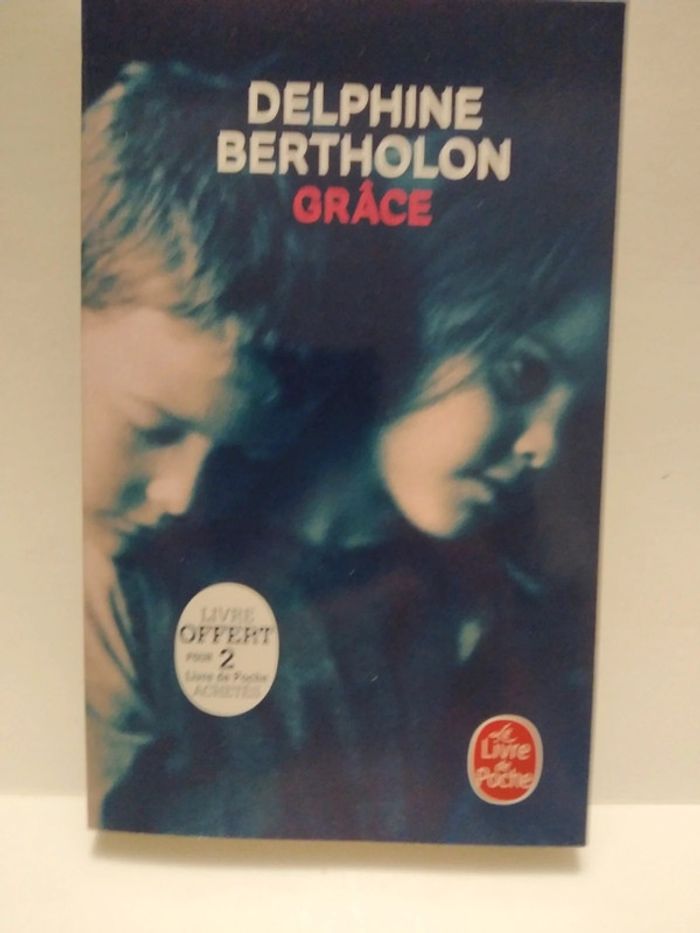 DELPHINE
BERTHOLON
GRÂCE
LIVRE
OFFERT
POUR 2
Livre de Poche
ACHETÉS
Le
Livre
de
Poche